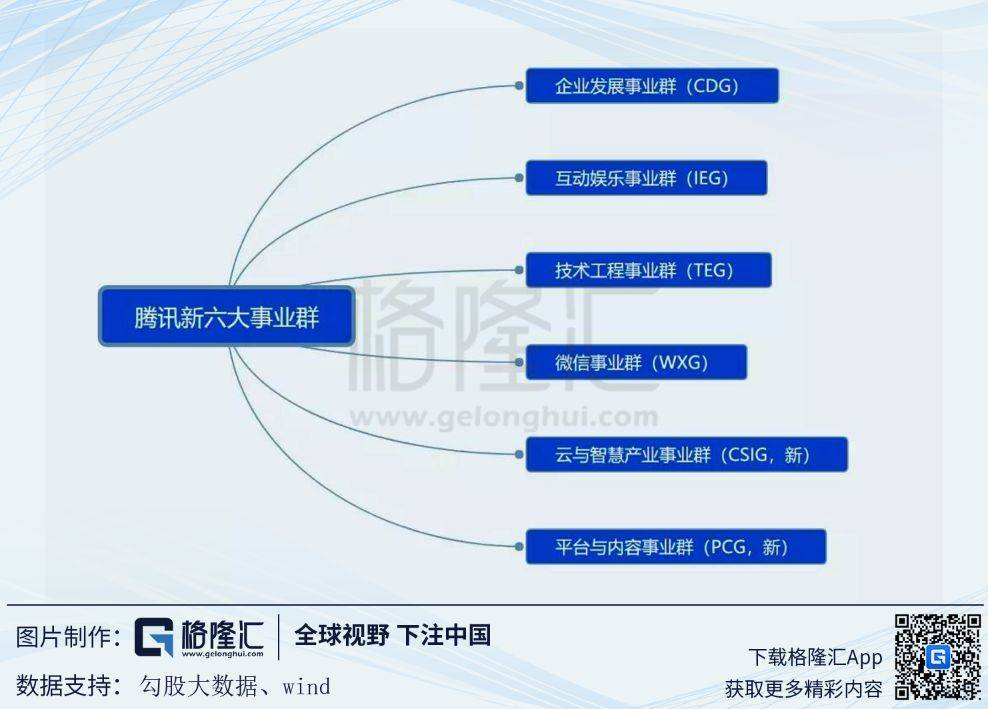 企业发展事业群（CDG）
互动娱乐事业群（IEG）
技术工程事业群（TEG）
腾讯新六大事业群
格隆汇
www.gelonghui.com
微信事业群（WXG）
云与智慧产业事业群（CSIG，新）
平台与内容事业群（PCG，新）
图片制作： 格隆汇 www.gelonghui.com 全球视野 下注中国
数据支持： 勾股大数据、wind
下载格隆汇App
获取更多精彩内容